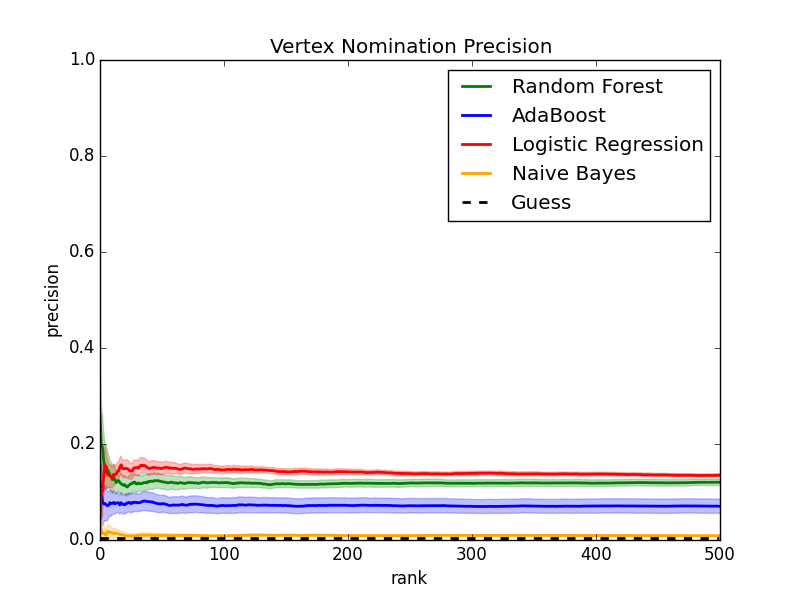 Vertex Nomination Precision
1.0
0.8
0.6
0.4
0.2
0.0
precision
Random Forest
AdaBoost
Logistic Regression
Naive Bayes
Guess
0 100 200 300 400 500
rank